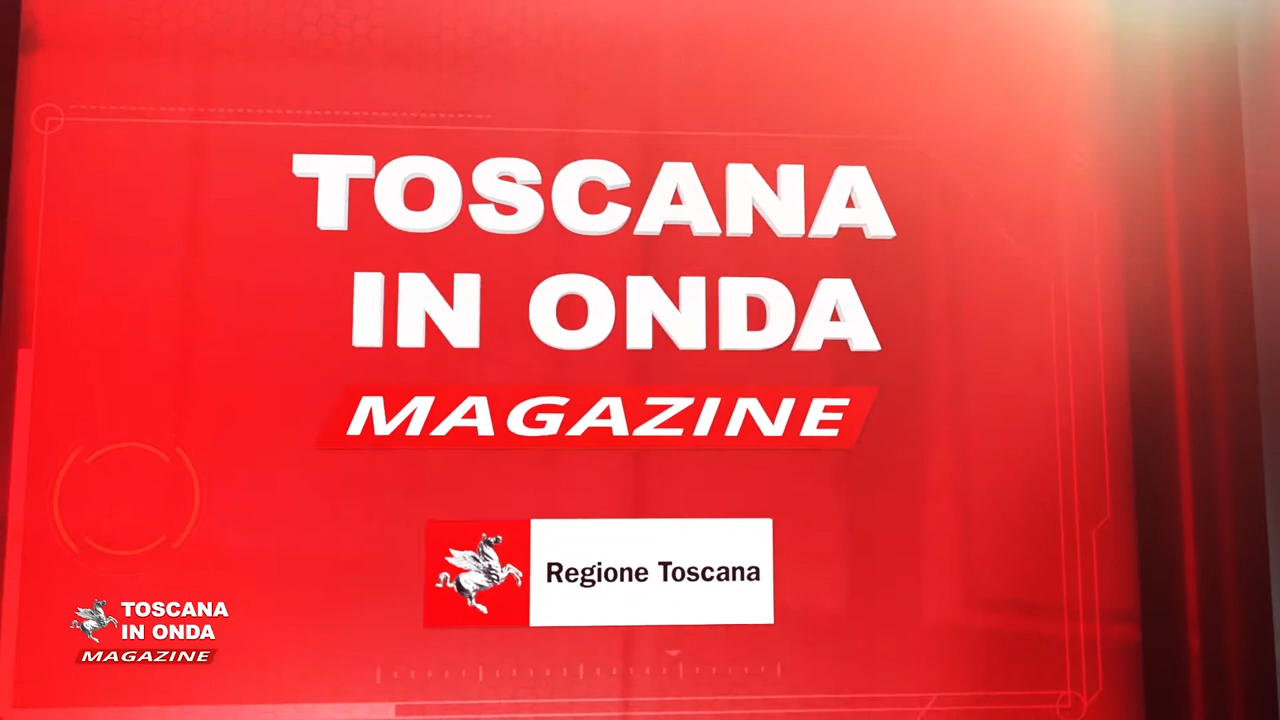 TOSCANA
IN ONDA
MAGAZINE
Regione Toscana
TOSCANA
IN ONDA
MAGAZINE